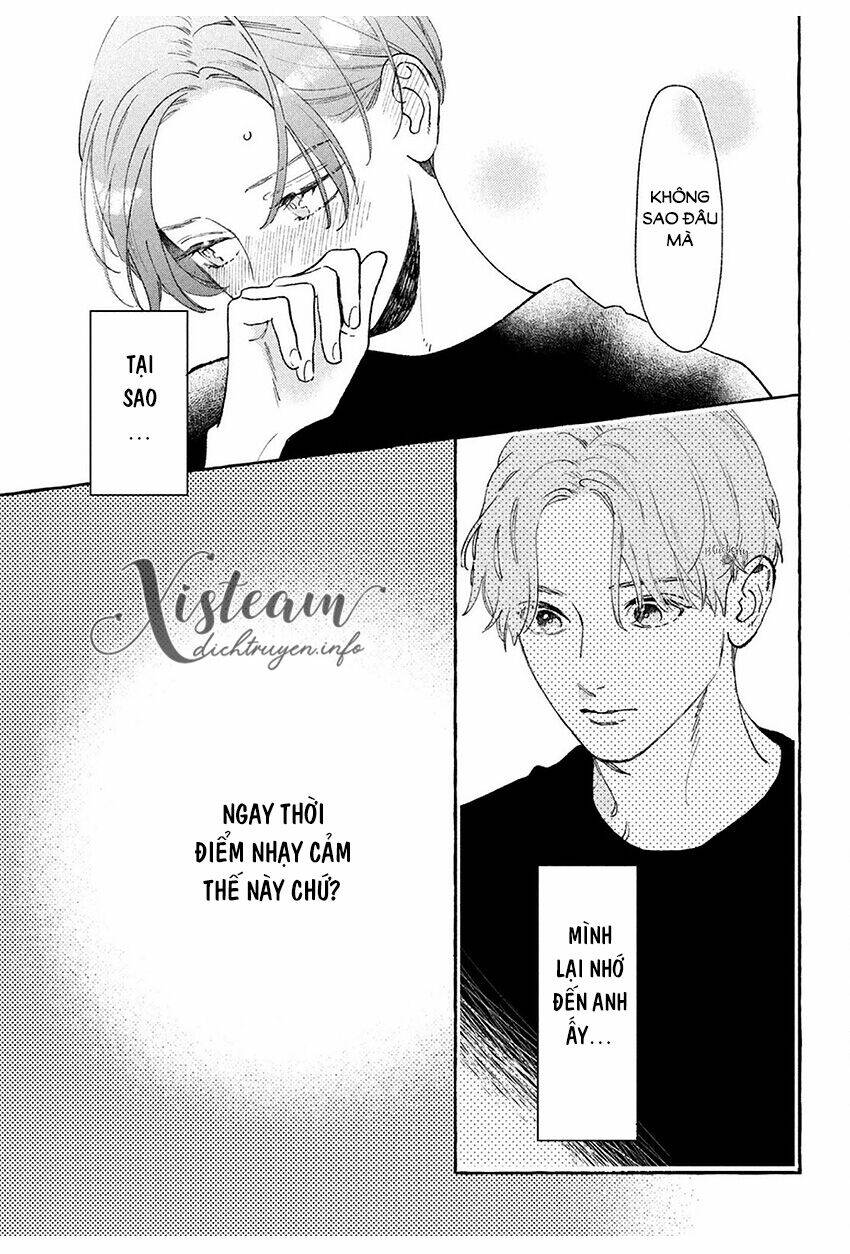 KHÔNG
SAO ĐÂU
MÀ
TẠI
SAO
...
MÌNH
LẠI NHỚ
ĐẾN ANH
ẤY...
NGAY THỜI
ĐIỂM NHẠY CẢM
THẾ NÀY CHỨ?
Xisteam
dichtruyen.info